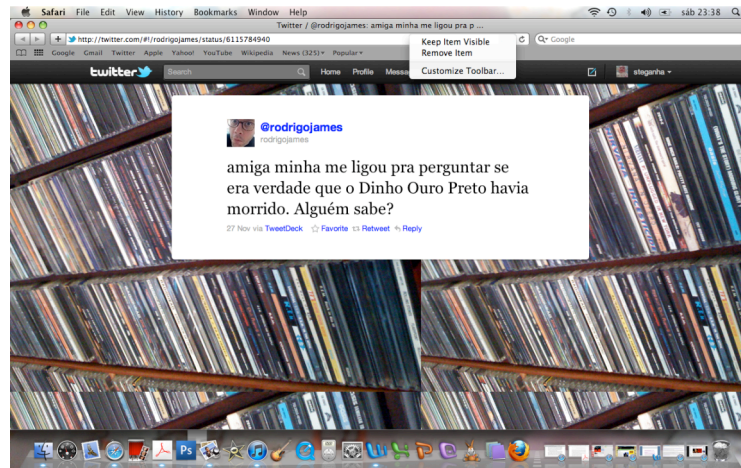 Safari File Edit View History Bookmarks Window Help sáb 23:38
Twitter / @rodrigojames: amiga minha me ligou pra p ...
http://twitter.com/#!/rodrigojames/status/6115784940
Google
Keep Item Visible
Remove Item
Customize Toolbar...
Google Gmail Twitter Apple Yahoo! YouTube Wikipedia News (325) Popular
twitter Search Home Profile Messa steganha
@rodrigojames
rodrigojames
amiga minha me ligou pra perguntar se
era verdade que o Dinho Ouro Preto havia
morrido. Alguém sabe?
27 Nov via TweetDeck Favorite Retweet Reply
Ps